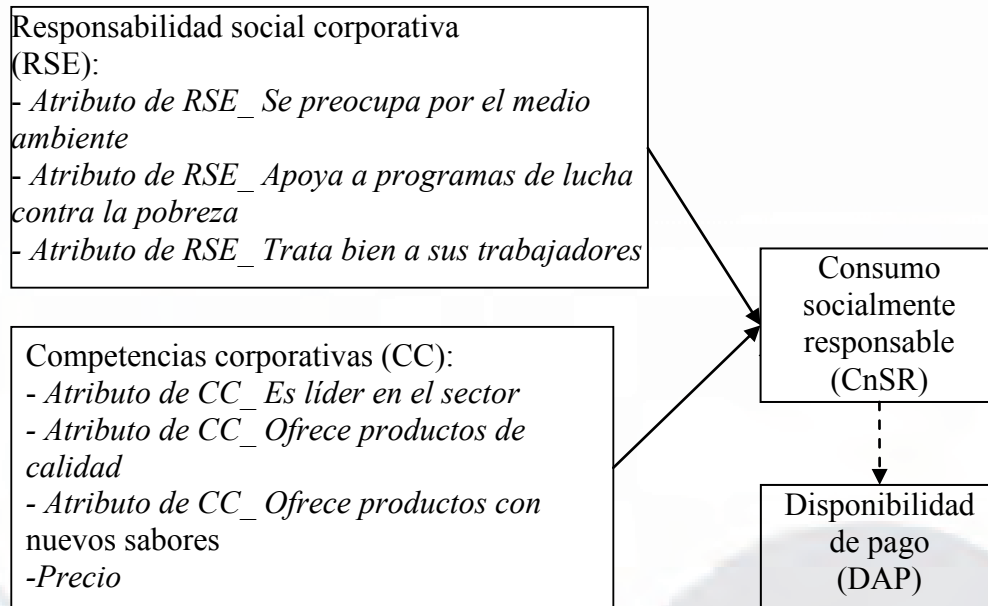 Responsabilidad social corporativa
(RSE):
- Atributo de RSE_ Se preocupa por el medio
ambiente
- Atributo de RSE_ Apoya a programas de lucha
contra la pobreza
- Atributo de RSE_ Trata bien a sus trabajadores
Competencias corporativas (CC):
- Atributo de CC_ Es líder en el sector
- Atributo de CC_ Ofrece productos de
calidad
- Atributo de CC_ Ofrece productos con
nuevos sabores
-Precio
Consumo
socialmente
responsable
(CnSR)
Disponibilidad
de pago
(DAP)